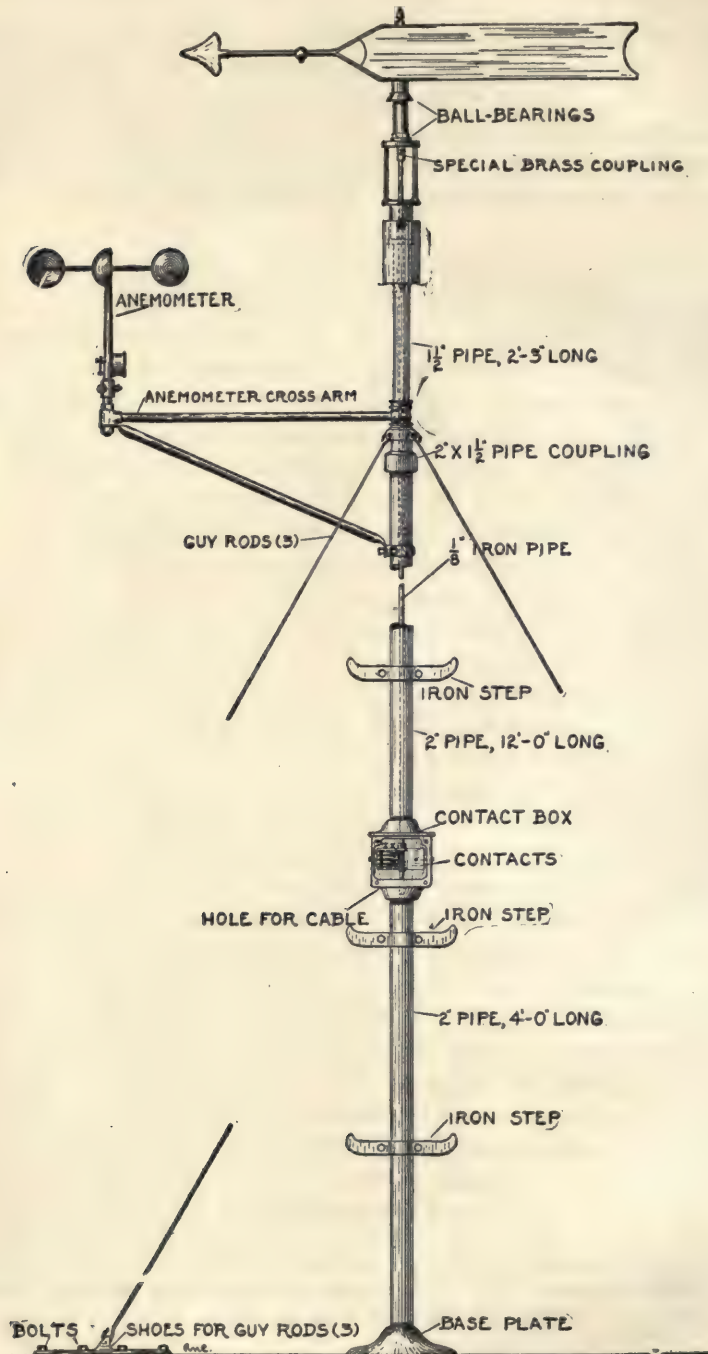 BALL-BEARINGS
SPECIAL BRASS COUPLING
ANEMOMETER
1½" PIPE, 2'-3" LONG
ANEMOMETER CROSS ARM
2" X 1½" PIPE COUPLING
GUY RODS (3)
⅛" IRON PIPE
IRON STEP
2" PIPE, 12'-0" LONG
CONTACT BOX
CONTACTS
HOLE FOR CABLE
IRON STEP
2" PIPE, 4'-0" LONG
IRON STEP
BASE PLATE
BOLTS
SHOES FOR GUY RODS (3)